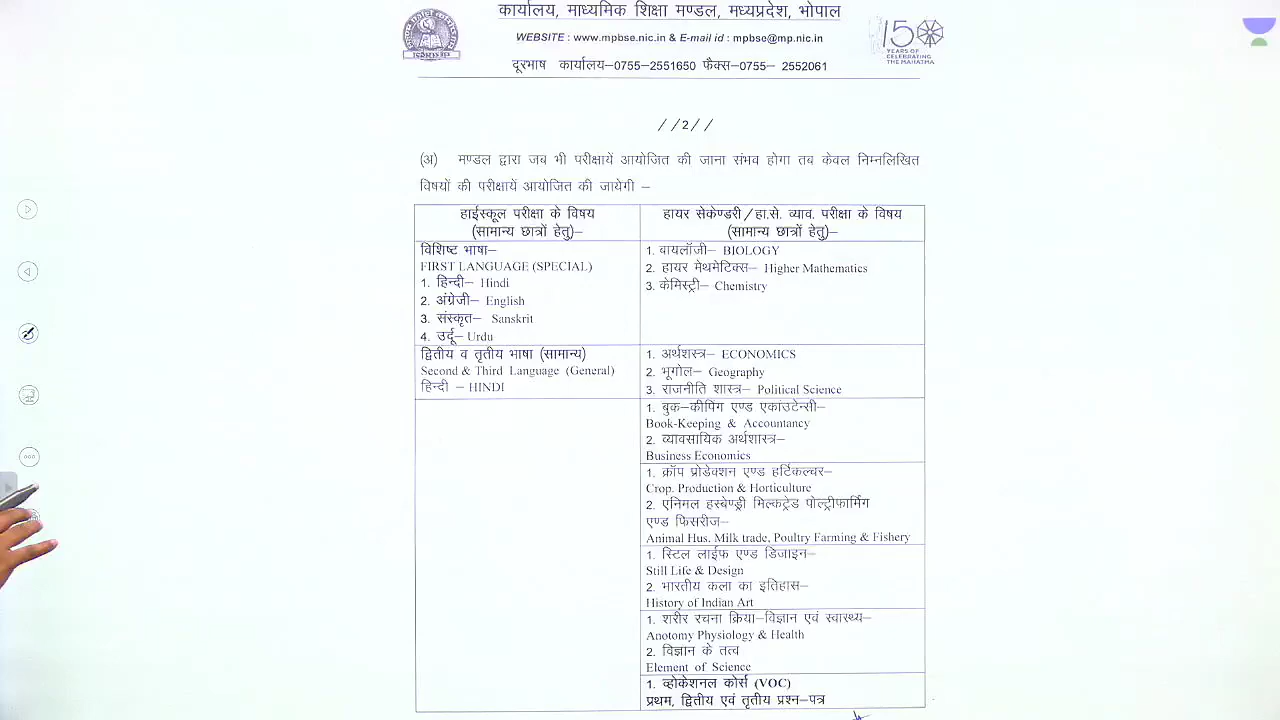 कार्यालय, माध्यमिक शिक्षा मण्डल, मध्यप्रदेश, भोपाल
WEBSITE : www.mpbse.nic.in & E-mail id : mpbse@mp.nic.in
दूरभाष कार्यालय–0755-2551650 फैक्स–0755- 2552061
150
YEARS OF
CELEBRATING
THE MAHATMA
//2//
(अ) मण्डल द्वारा जब भी परीक्षायें आयोजित की जाना संभव होगा तब केवल निम्नलिखित
विषयों की परीक्षायें आयोजित की जायेगी –
हाईस्कूल परीक्षा के विषय
(सामान्य छात्रों हेतु)–
विशिष्ट भाषा–
FIRST LANGUAGE (SPECIAL)
1. हिन्दी– Hindi
2. अंग्रेजी– English
3. संस्कृत– Sanskrit
4. उर्दू– Urdu
द्वितीय व तृतीय भाषा (सामान्य)
Second & Third Language (General)
हिन्दी – HINDI
हायर सेकेण्डरी/हा.से. व्याव. परीक्षा के विषय
(सामान्य छात्रों हेतु)–
1. बायलॉजी– BIOLOGY
2. हायर मेथमेटिक्स– Higher Mathematics
3. केमिस्ट्री– Chemistry
1. अर्थशास्त्र– ECONOMICS
2. भूगोल– Geography
3. राजनीति शास्त्र– Political Science
1. बुक–कीपिंग एण्ड एकांउटेन्सी–
Book-Keeping & Accountancy
2. व्यावसायिक अर्थशास्त्र–
Business Economics
1. क्रॉप प्रोडेक्शन एण्ड हर्टिकल्चर–
Crop. Production & Horticulture
2. एनिमल हस्बेण्ड्री मिल्कट्रेड पोल्ट्रीफार्मिग
एण्ड फिसरीज–
Animal Hus. Milk trade, Poultry Farming & Fishery
1. स्टिल लाईफ एण्ड डिजाइन–
Still Life & Design
2. भारतीय कला का इतिहास–
History of Indian Art
1. शरीर रचना क्रिया–विज्ञान एवं स्वास्थ्य–
Anotomy Physiology & Health
2. विज्ञान के तत्व
Element of Science
1. व्होकेशनल कोर्स (VOC)
प्रथम, द्वितीय एवं तृतीय प्रश्न–पत्र